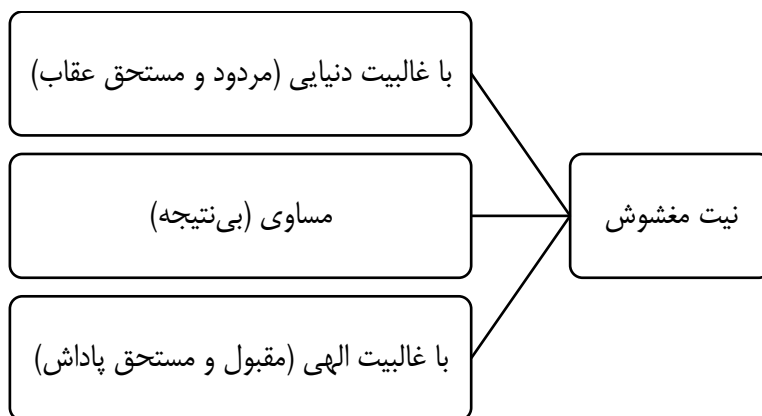 نیت مغشوش
با غالبیت دنیایی (مردود و مستحق عقاب)
مساوی (بی‌نتیجه)
با غالبیت الهی (مقبول و مستحق پاداش)